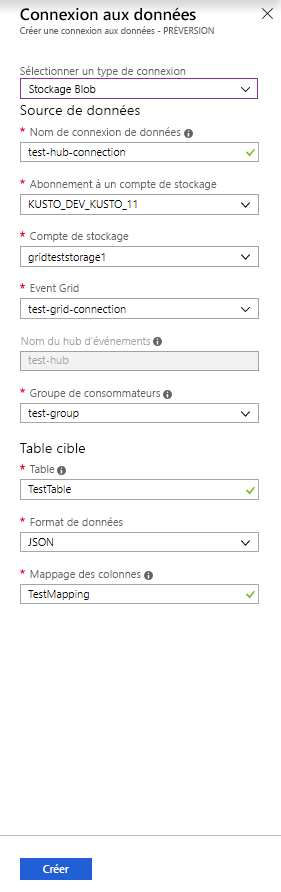 Connexion aux données
Créer une connexion aux données - PRÉVERSION
Sélectionner un type de connexion
Stockage Blob
Source de données
* Nom de connexion de données
test-hub-connection
* Abonnement à un compte de stockage
KUSTO_DEV_KUSTO_11
* Compte de stockage
gridteststorage1
* Event Grid
test-grid-connection
Nom du hub d'événements
test-hub
* Groupe de consommateurs
test-group
Table cible
* Table
TestTable
* Format de données
JSON
* Mappage des colonnes
TestMapping
Créer